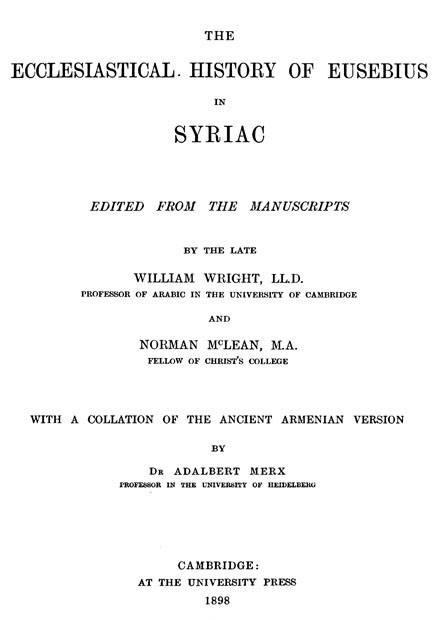 THE
ECCLESIASTICAL HISTORY OF EUSEBIUS
IN
SYRIAC
EDITED FROM THE MANUSCRIPTS
BY THE LATE
WILLIAM WRIGHT, LL.D.
PROFESSOR OF ARABIC IN THE UNIVERSITY OF CAMBRIDGE
AND
NORMAN McLEAN, M.A.
FELLOW OF CHRIST'S COLLEGE
WITH A COLLATION OF THE ANCIENT ARMENIAN VERSION
BY
DR ADALBERT MERX
PROFESSOR IN THE UNIVERSITY OF HEIDELBERG
CAMBRIDGE:
AT THE UNIVERSITY PRESS
1898